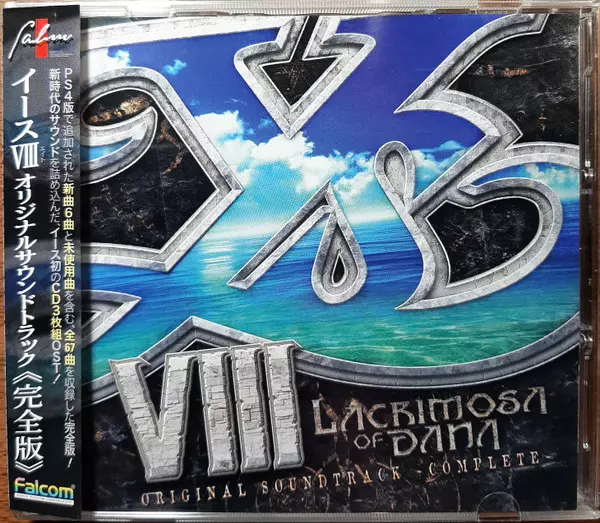 falcom
イースVIII エイト オリジナルサウンドトラック《完全版》
PS4版で追加された新曲6曲と未使用曲を含む、全67曲を収録した完全版!
新時代のサウンドを詰め込んだ、イース初のCD3枚組OST!
Falcom
Ys
VIII
LACRIMOSA
OF DANA
ORIGINAL SOUNDTRACK COMPLETE